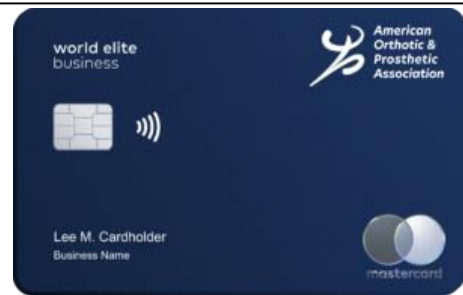 world elite
business
American
Orthotic &
Prosthetic
Association
Lee M. Cardholder
Business Name
mastercard